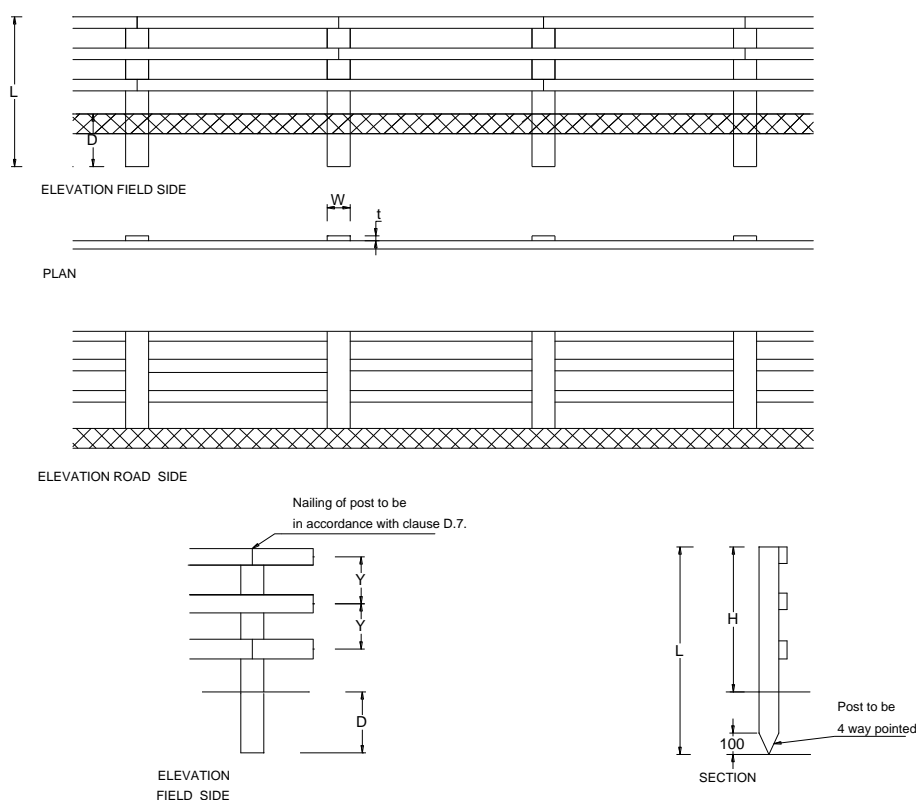 L
D
ELEVATION FIELD SIDE
W
t
PLAN
ELEVATION ROAD SIDE
Nailing of post to be
in accordance with clause D.7.
Y
Y
D
ELEVATION
FIELD SIDE
H
L
Post to be
4 way pointed
100
SECTION